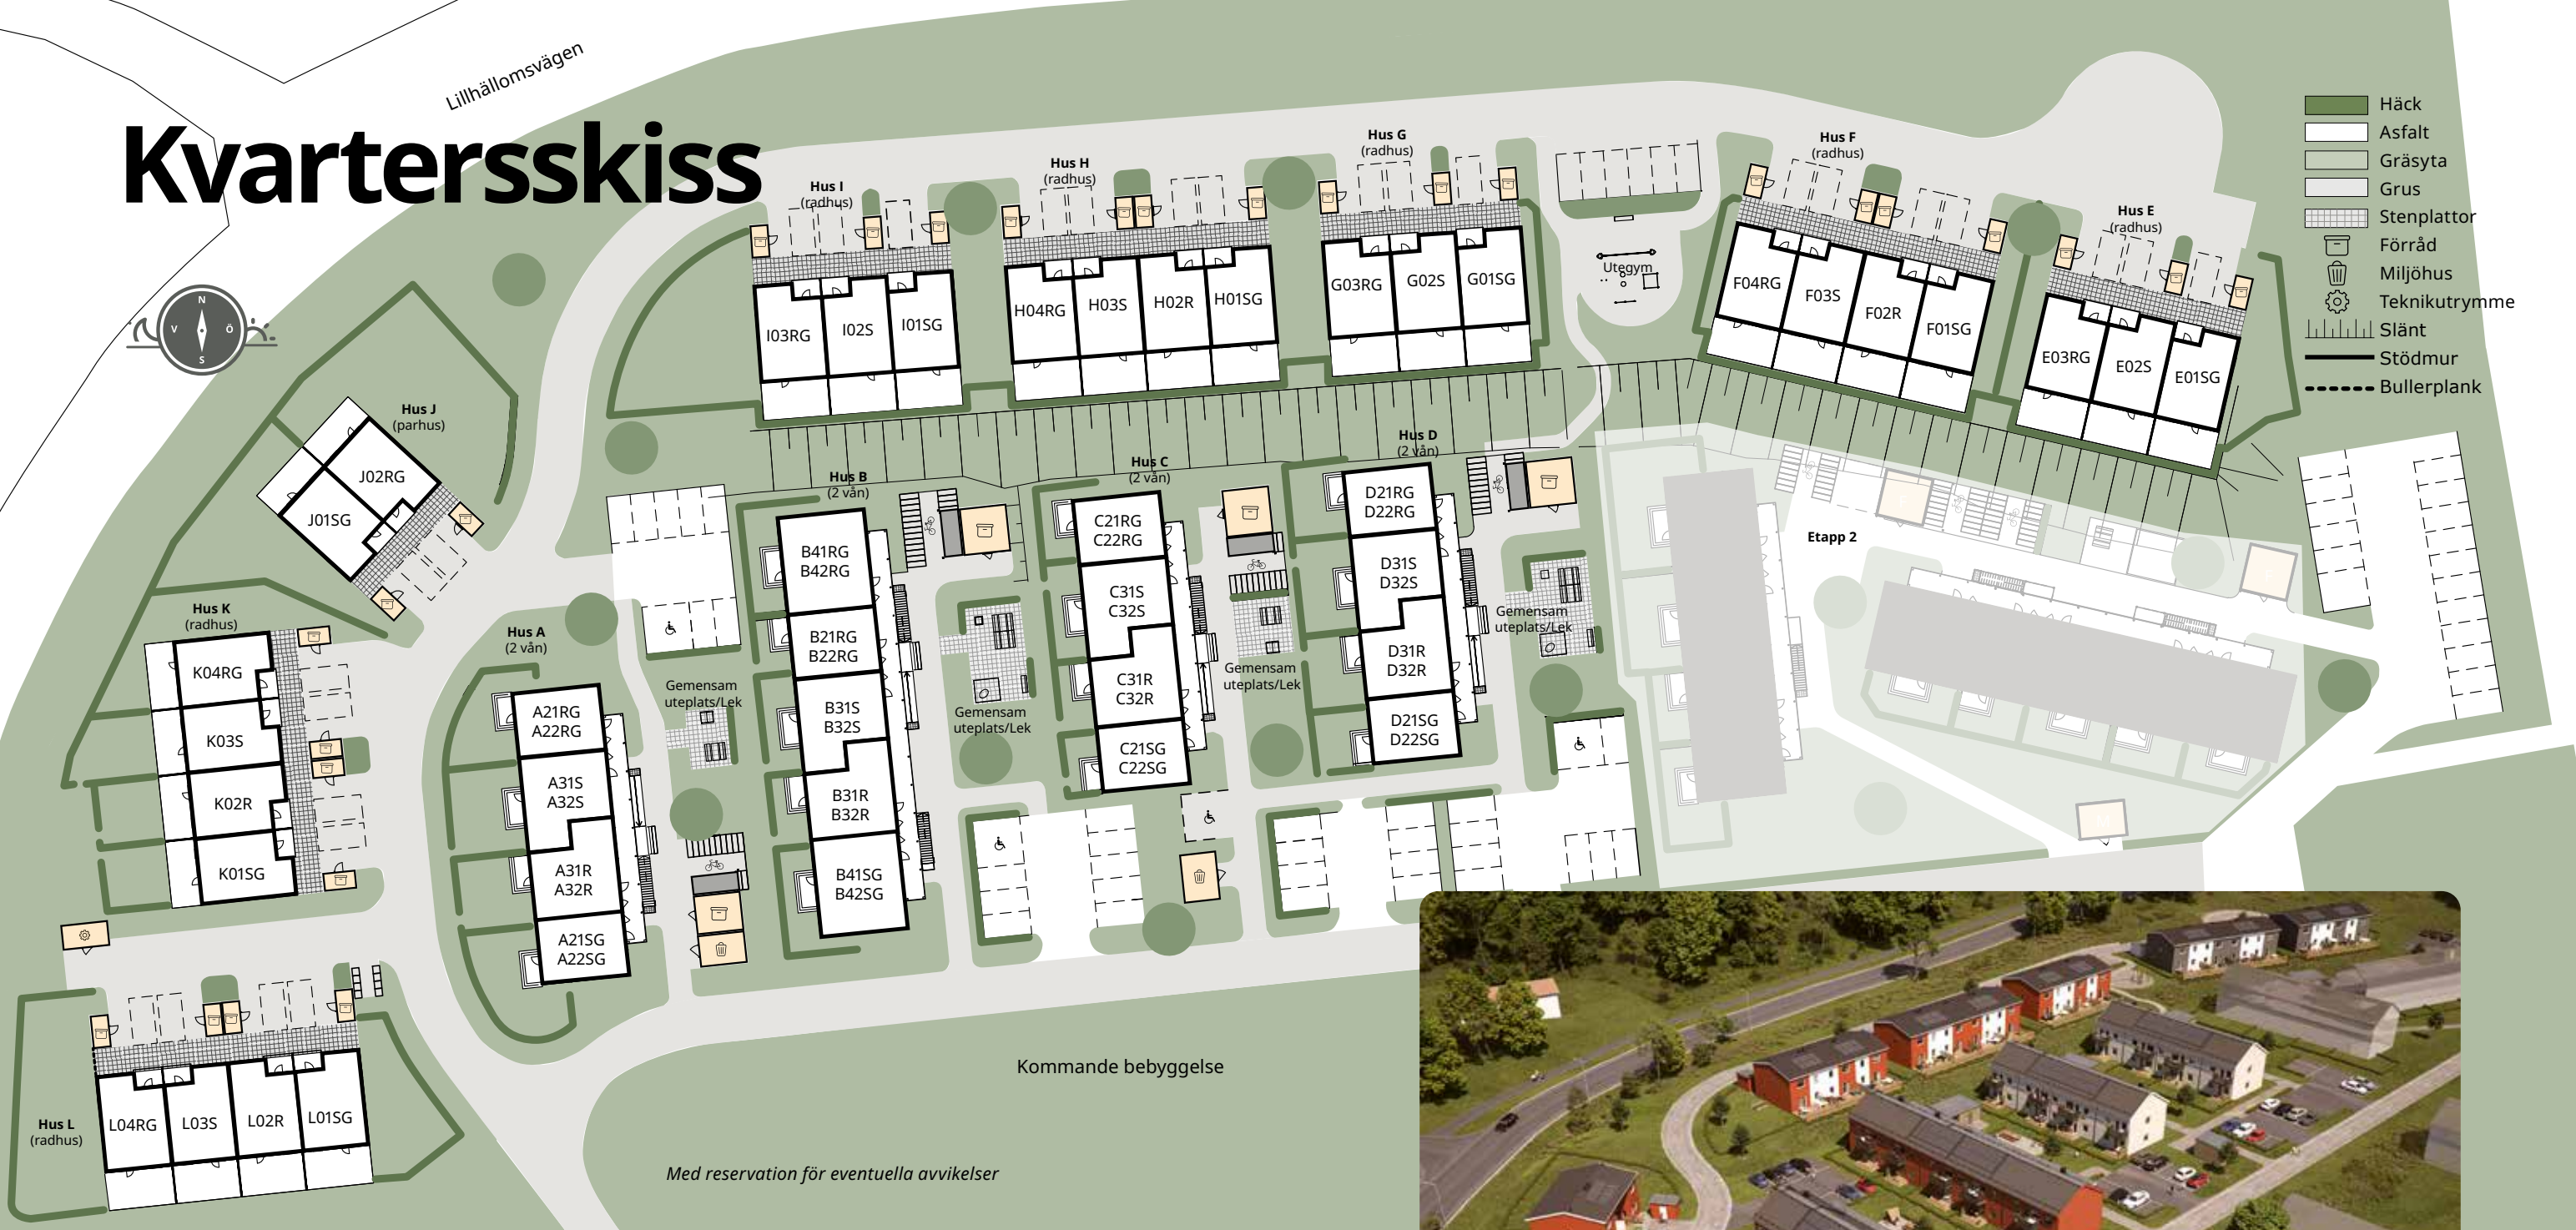 Lillhällomsvägen
Kvartersskiss
N
V Ö
S
Häck
Asfalt
Gräsyta
Grus
Stenplattor
Förråd
Miljöhus
Teknikutrymme
Slänt
Stödmur
Bullerplank
Hus I
(radhus)
I03RG
I02S
I01SG
Hus H
(radhus)
H04RG
H03S
H02R
H01SG
Hus G
(radhus)
G03RG
G02S
G01SG
Utegym
Hus F
(radhus)
F04RG
F03S
F02R
F01SG
Hus E
(radhus)
E03RG
E02S
E01SG
Hus J
(parhus)
J02RG
J01SG
Hus K
(radhus)
K04RG
K03S
K02R
K01SG
Hus A
(2 vån)
A21RG
A22RG
A31S
A32S
A31R
A32R
A21SG
A22SG
Gemensam
uteplats/Lek
Hus B
(2 vån)
B41RG
B42RG
B21RG
B22RG
B31S
B32S
B31R
B32R
B41SG
B42SG
Gemensam
uteplats/Lek
Hus C
(2 vån)
C21RG
C22RG
C31S
C32S
C31R
C32R
C21SG
C22SG
Gemensam
uteplats/Lek
Hus D
(2 vån)
D21RG
D22RG
D31S
D32S
D31R
D32R
D21SG
D22SG
Gemensam
uteplats/Lek
Etapp 2
Hus L
(radhus)
L04RG
L03S
L02R
L01SG
Kommande bebyggelse
Med reservation för eventuella avvikelser